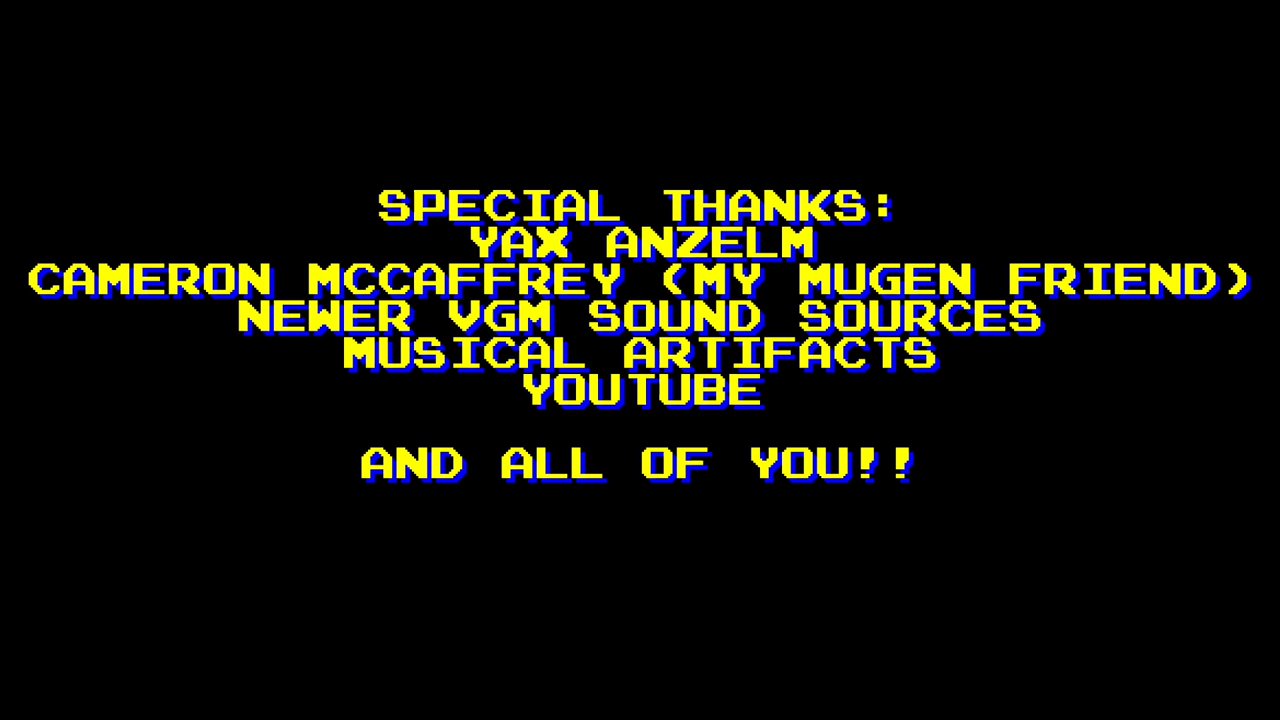 SPECIAL THANKS:
YAX ANZELM
CAMERON MCCAFFREY (MY MUGEN FRIEND)
NEWER VGM SOUND SOURCES
MUSICAL ARTIFACTS
YOUTUBE
AND ALL OF YOU!!